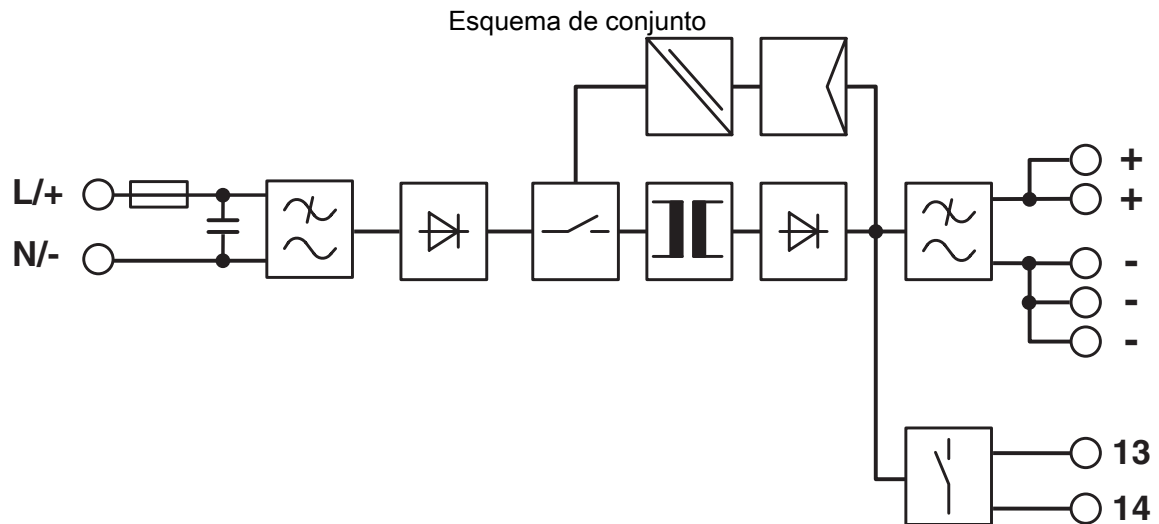 Esquema de conjunto
L/+
N/-
+
+
-
-
-
13
14